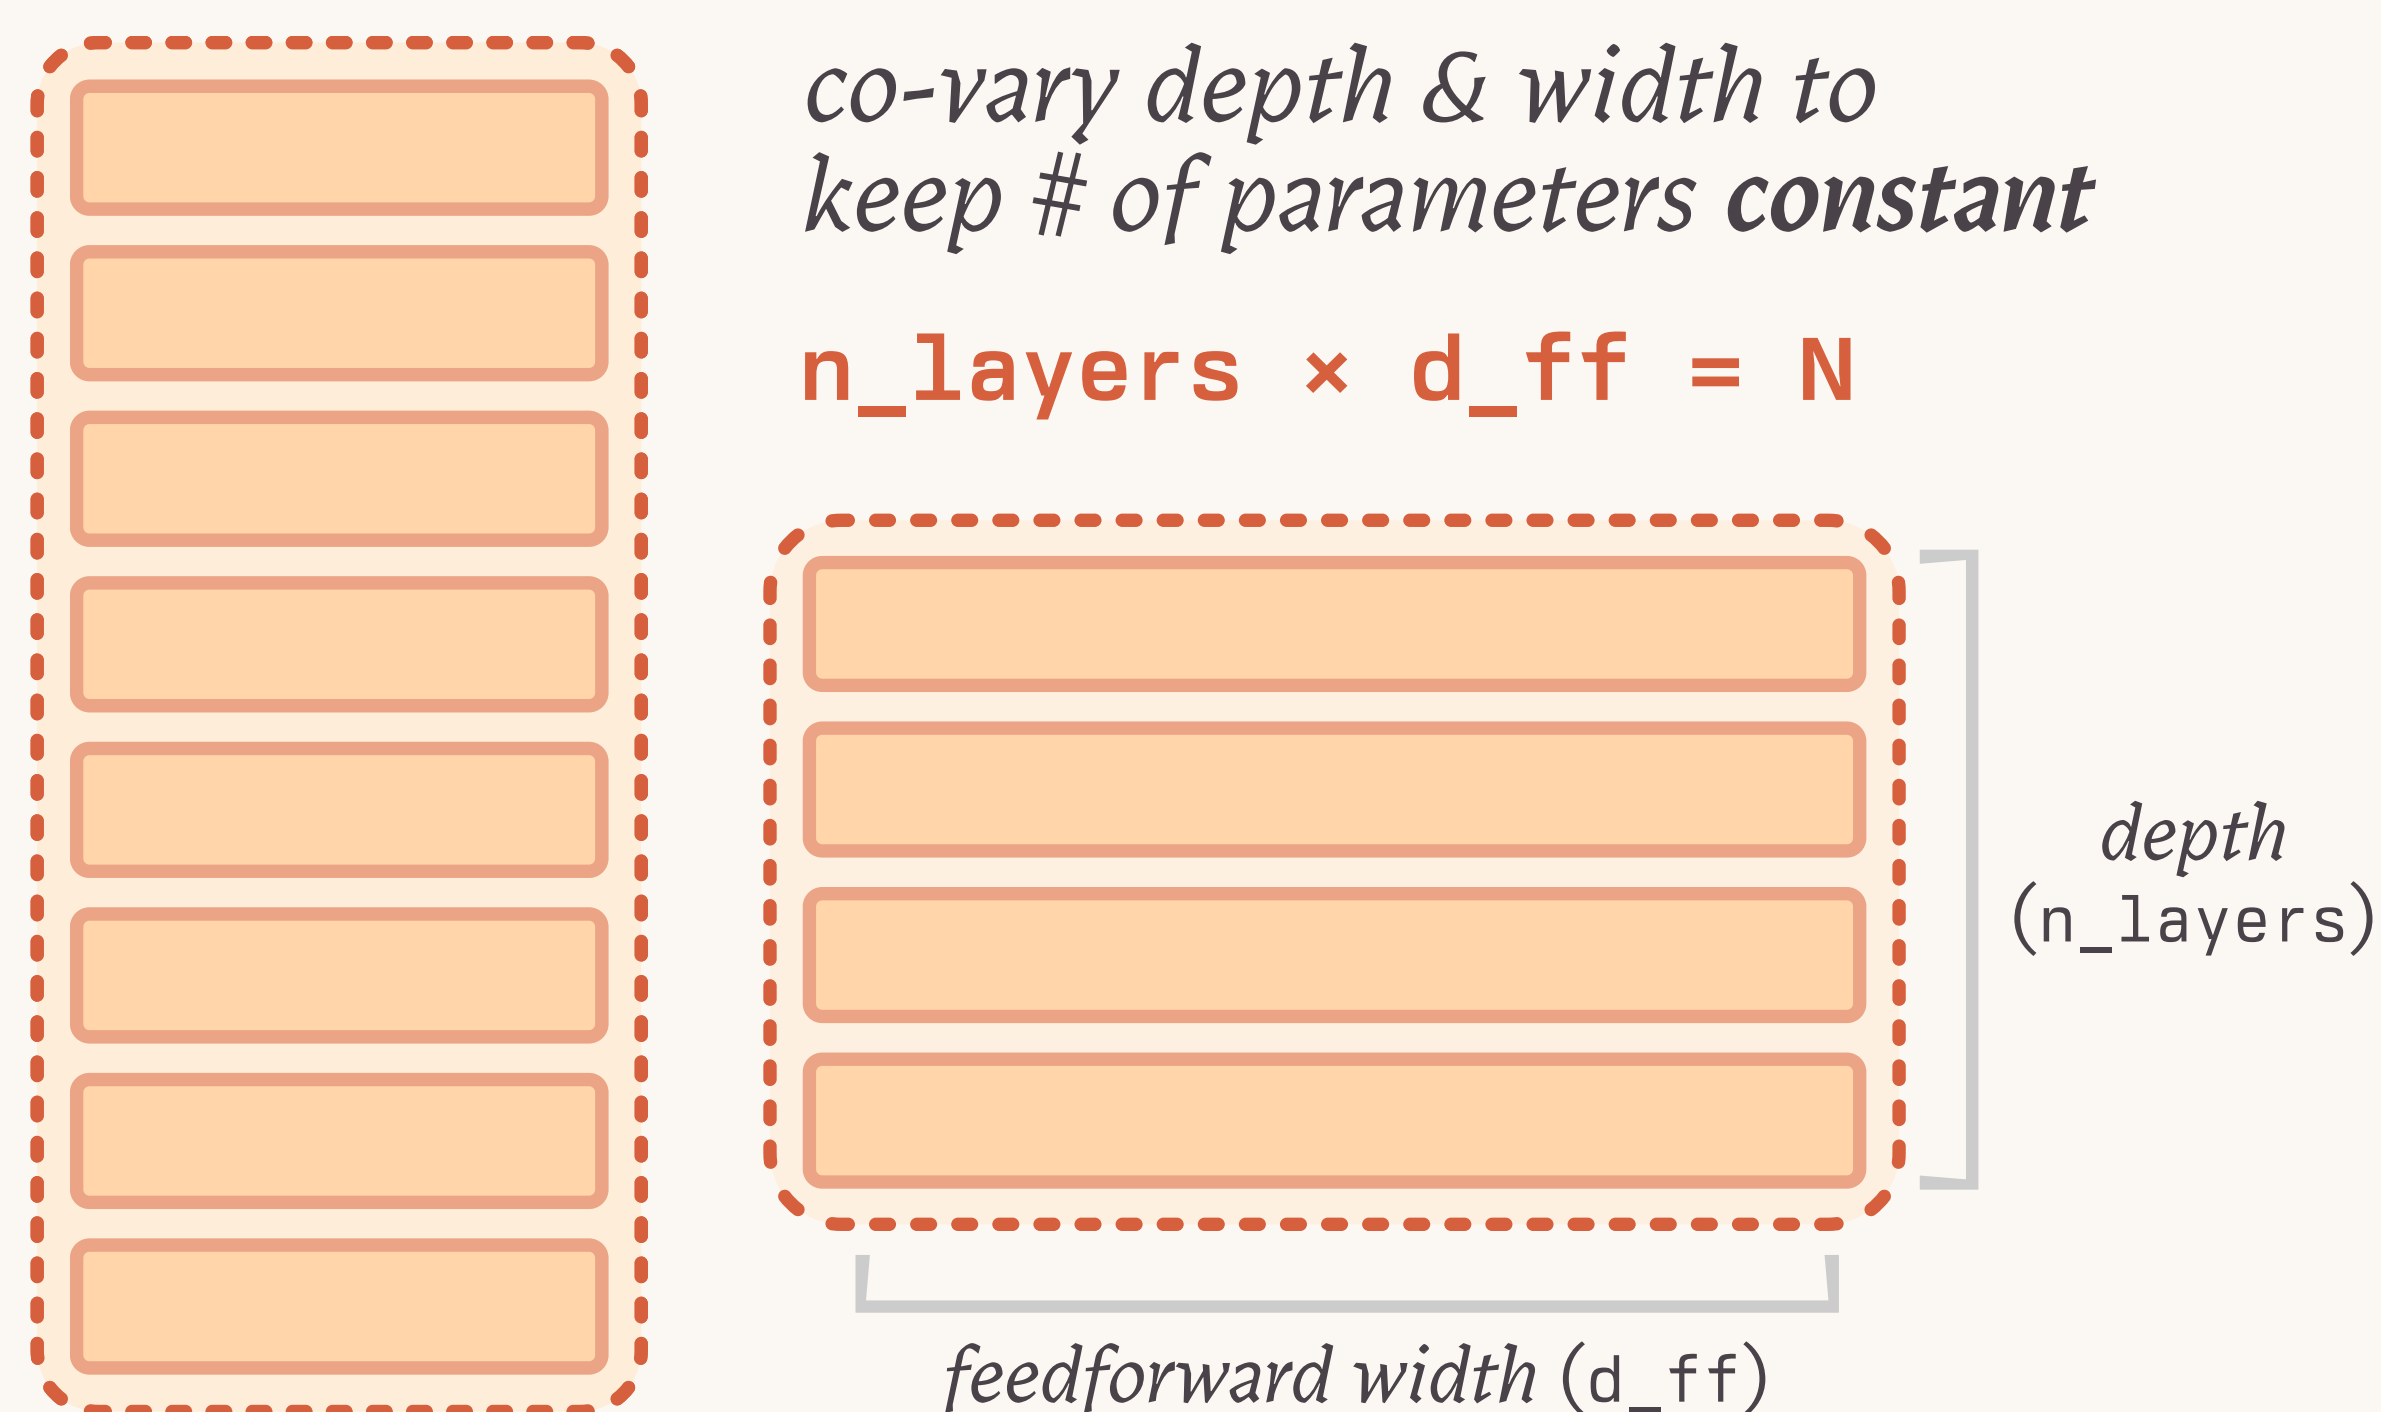 co-vary depth & width to
keep # of parameters constant
n_layers × d_ff = N
depth
(n_layers)
feedforward width (d_ff)